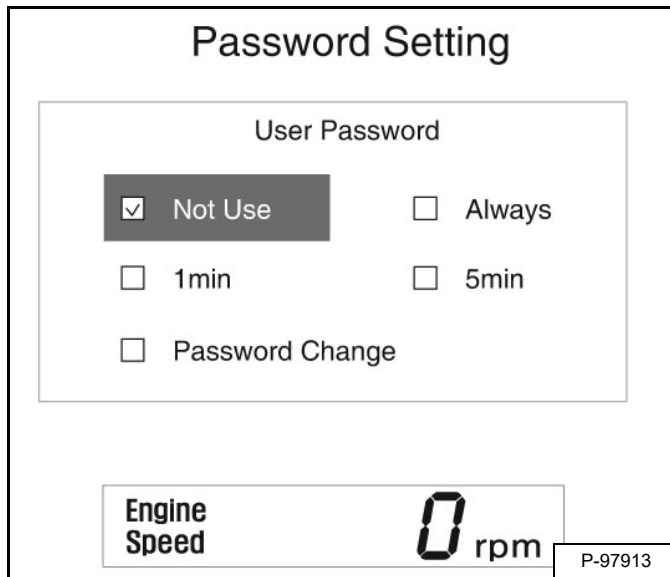 Password Setting
User Password
Not Use
Always
1min
5min
Password Change
Engine
Speed
0 rpm
P-97913